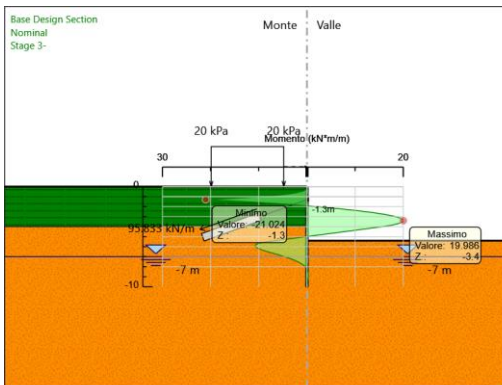 Base Design Section
Nominal
Stage 3-
Monte
Valle
20 kPa
20 kPa
Momento (kN*m/m)
30
20
0
-1.3m
Minimo
Valore -21.024
Z : -1.3
95.833 kN/m
Massimo
Valore: 19.986
Z : -3.4
-7 m
-7 m
-10